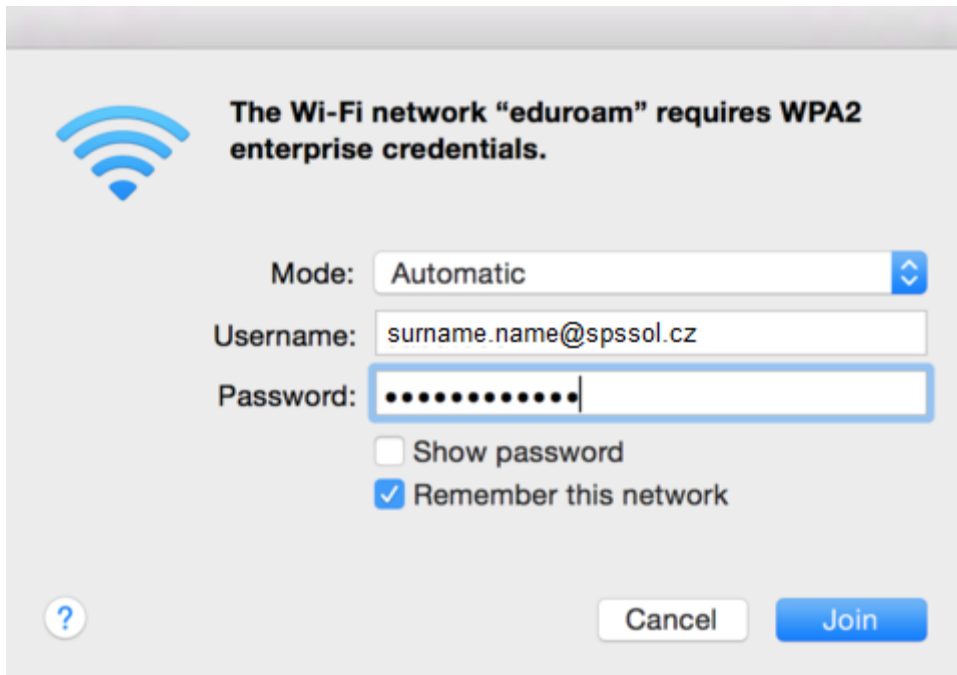 The Wi-Fi network “eduroam” requires WPA2
enterprise credentials.
Mode: Automatic
Username: surname.name@spssol.cz
Password: ••••••••••••
Show password
Remember this network
? Cancel Join